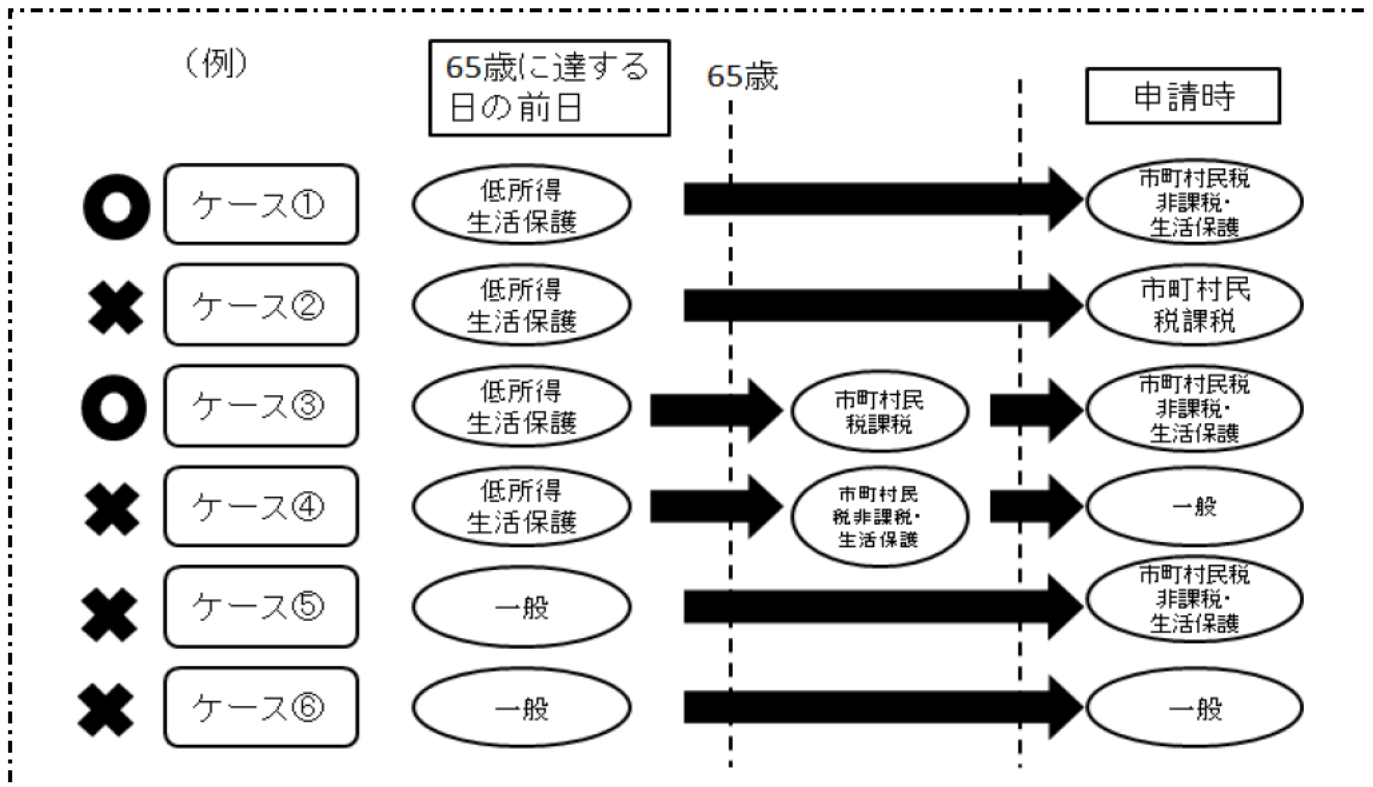 （例）
65歳に達する
日の前日
65歳
申請時
ケース①
低所得
生活保護
市町村民税
非課税・
生活保護
ケース②
低所得
生活保護
市町村民
税課税
ケース③
低所得
生活保護
市町村民
税課税
市町村民税
非課税・
生活保護
ケース④
低所得
生活保護
市町村民
税非課税・
生活保護
一般
ケース⑤
一般
市町村民税
非課税・
生活保護
ケース⑥
一般
一般